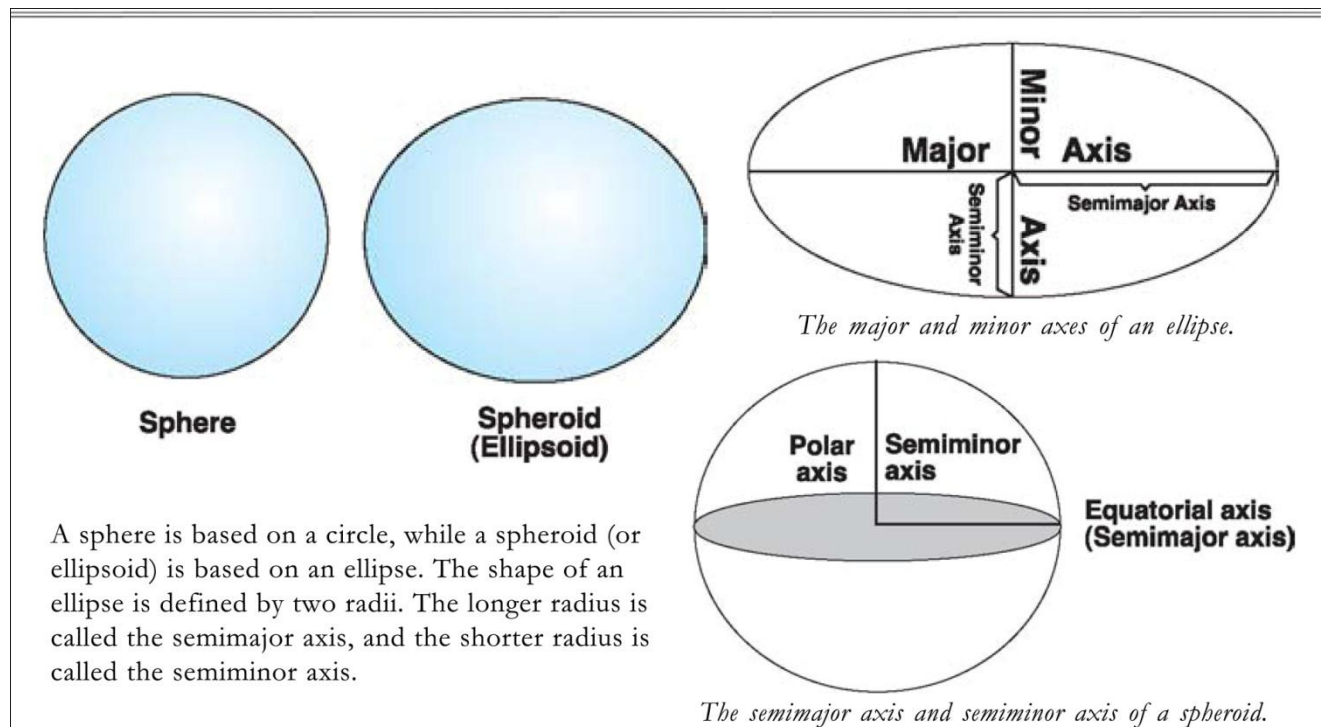 Sphere
Spheroid
(Ellipsoid)
A sphere is based on a circle, while a spheroid (or
ellipsoid) is based on an ellipse. The shape of an
ellipse is defined by two radii. The longer radius is
called the semimajor axis, and the shorter radius is
called the semiminor axis.
Major Axis
Minor Axis
Semimajor Axis
Semiminor
Axis
The major and minor axes of an ellipse.
Polar
axis
Semiminor
axis
Equatorial axis
(Semimajor axis)
The semimajor axis and semiminor axis of a spheroid.